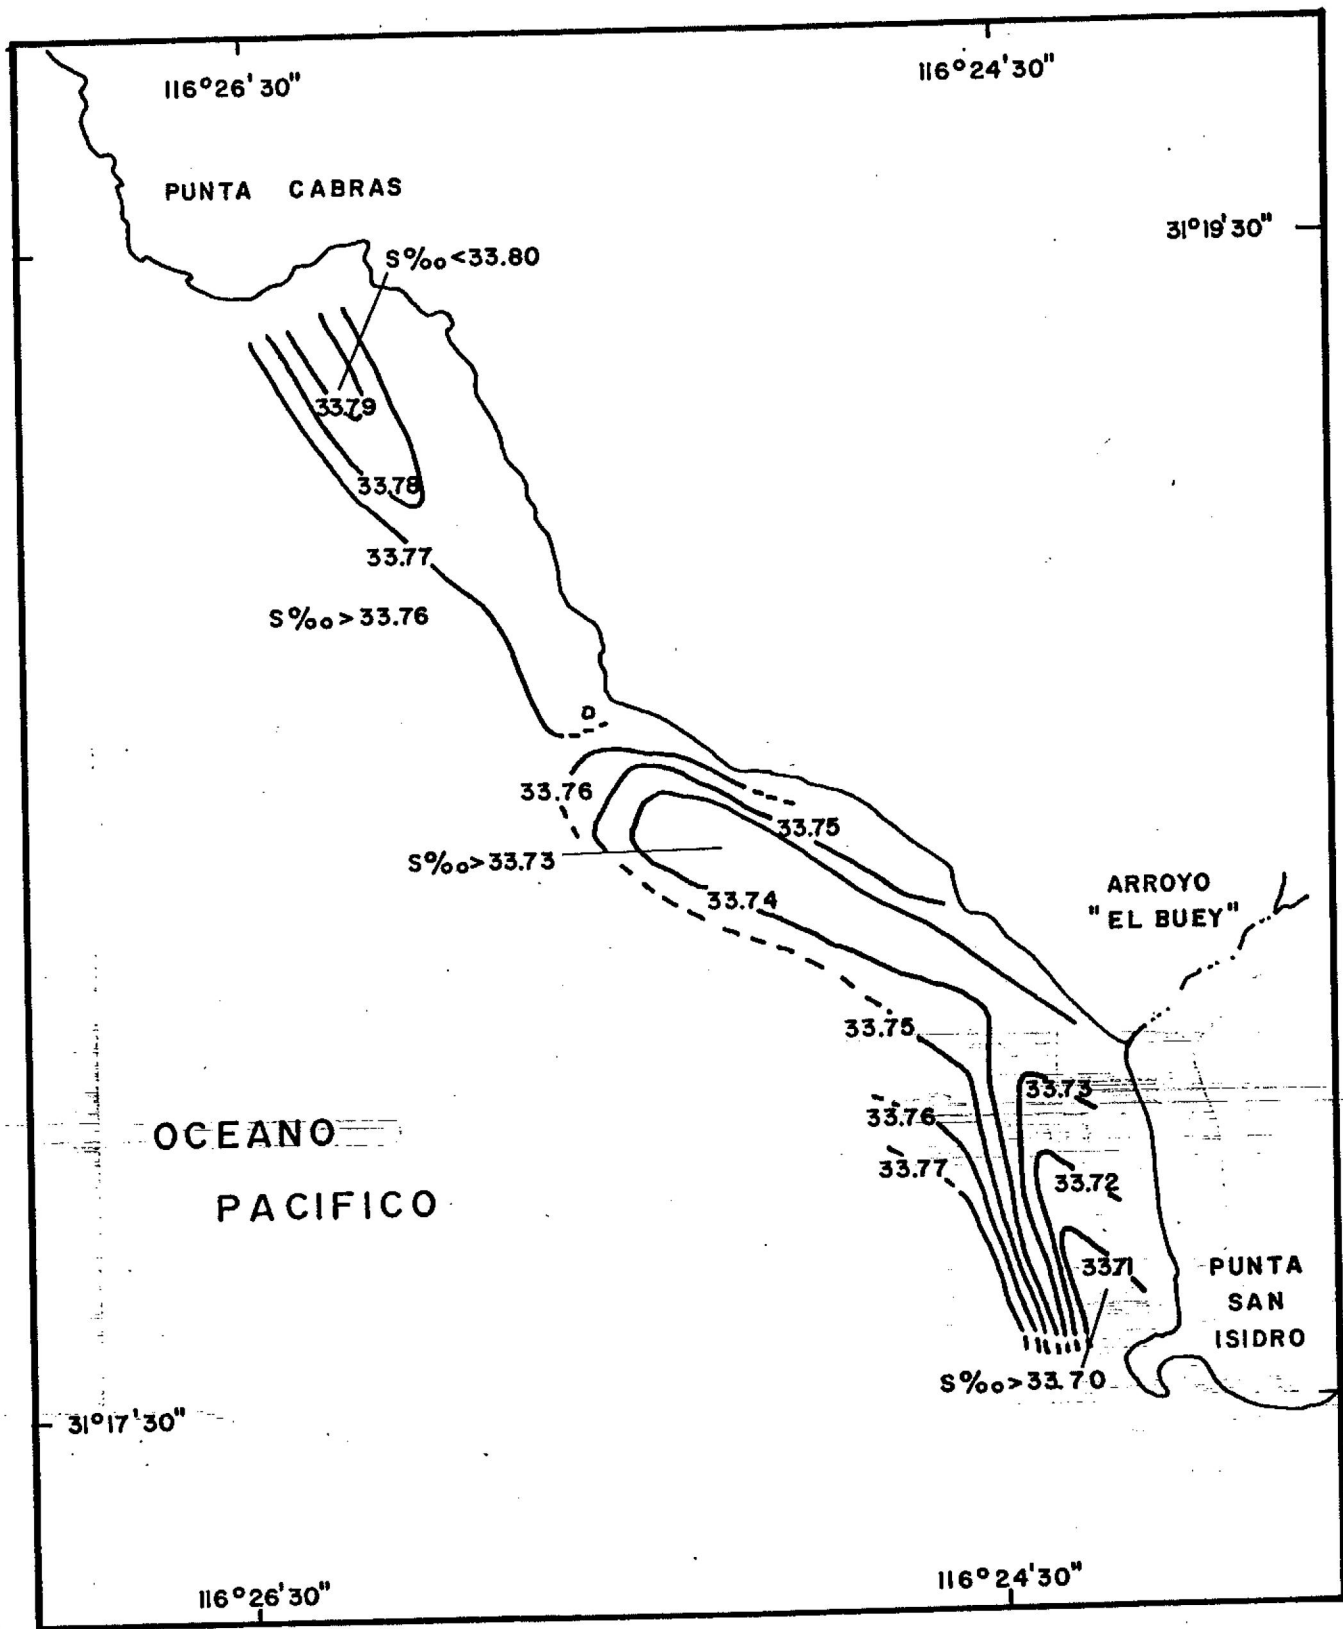 116°26'30"
116°24'30"
PUNTA CABRAS
31°19'30"
S‰<33.80
33.79
33.78
33.77
S‰>33.76
D
33.76
33.75
S‰>33.73
33.74
ARROYO
"EL BUEY"
33.75
33.73
33.76
OCEANO
PACIFICO
33.77
33.72
33.71
PUNTA
SAN
ISIDRO
S‰>33.70
31°17'30"
116°26'30"
116°24'30"